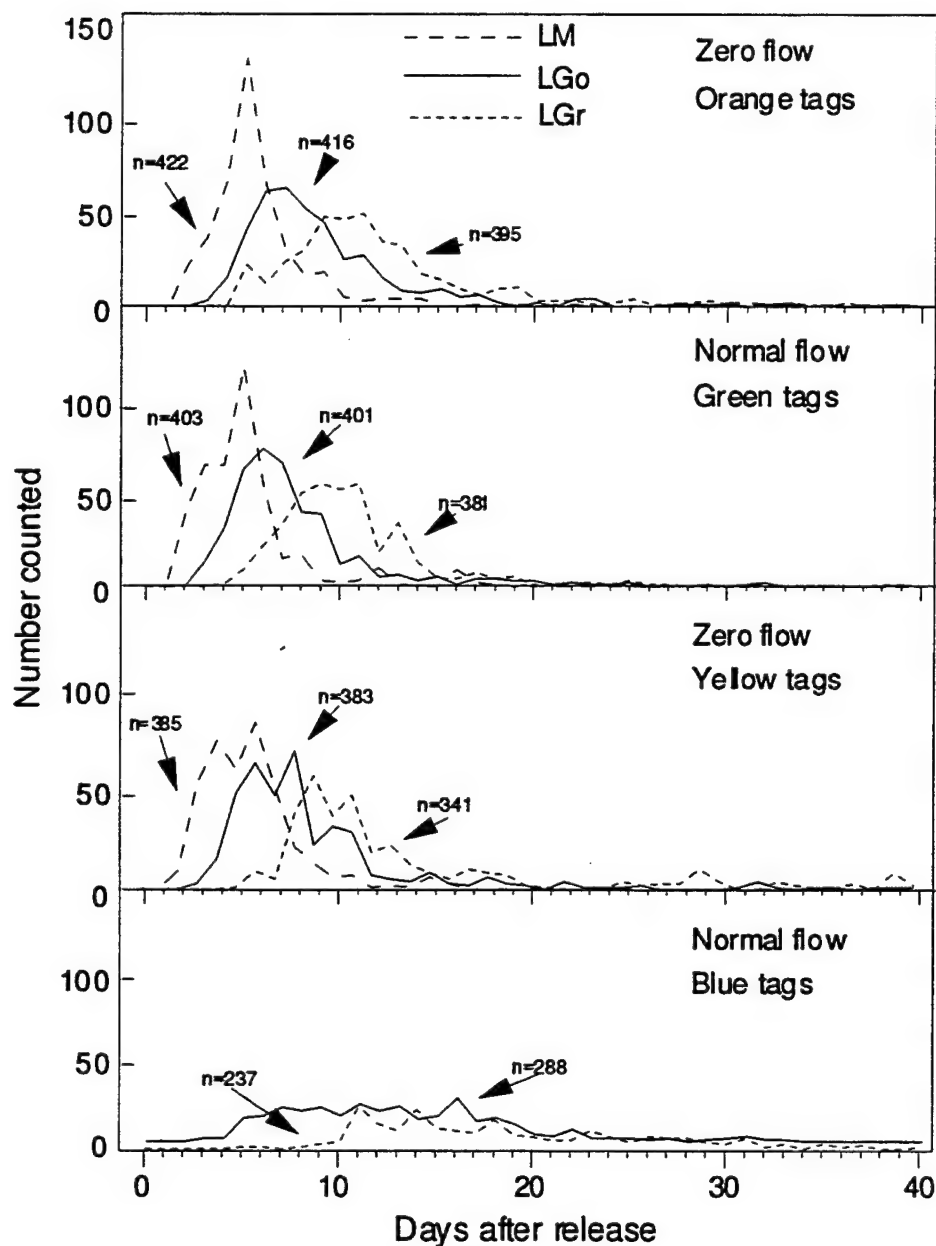 150
LM
Zero flow
LGo
Orange tags
100
LGr
n=422
n=416
50
n=395
0
Normal flow
Green tags
100
n=403
n=401
50
n=381
0
Zero flow
Yellow tags
100
n=385
n=383
50
n=341
0
Normal flow
Blue tags
100
50
n=237
n=288
0
0 10 20 30 40
Number counted
Days after release